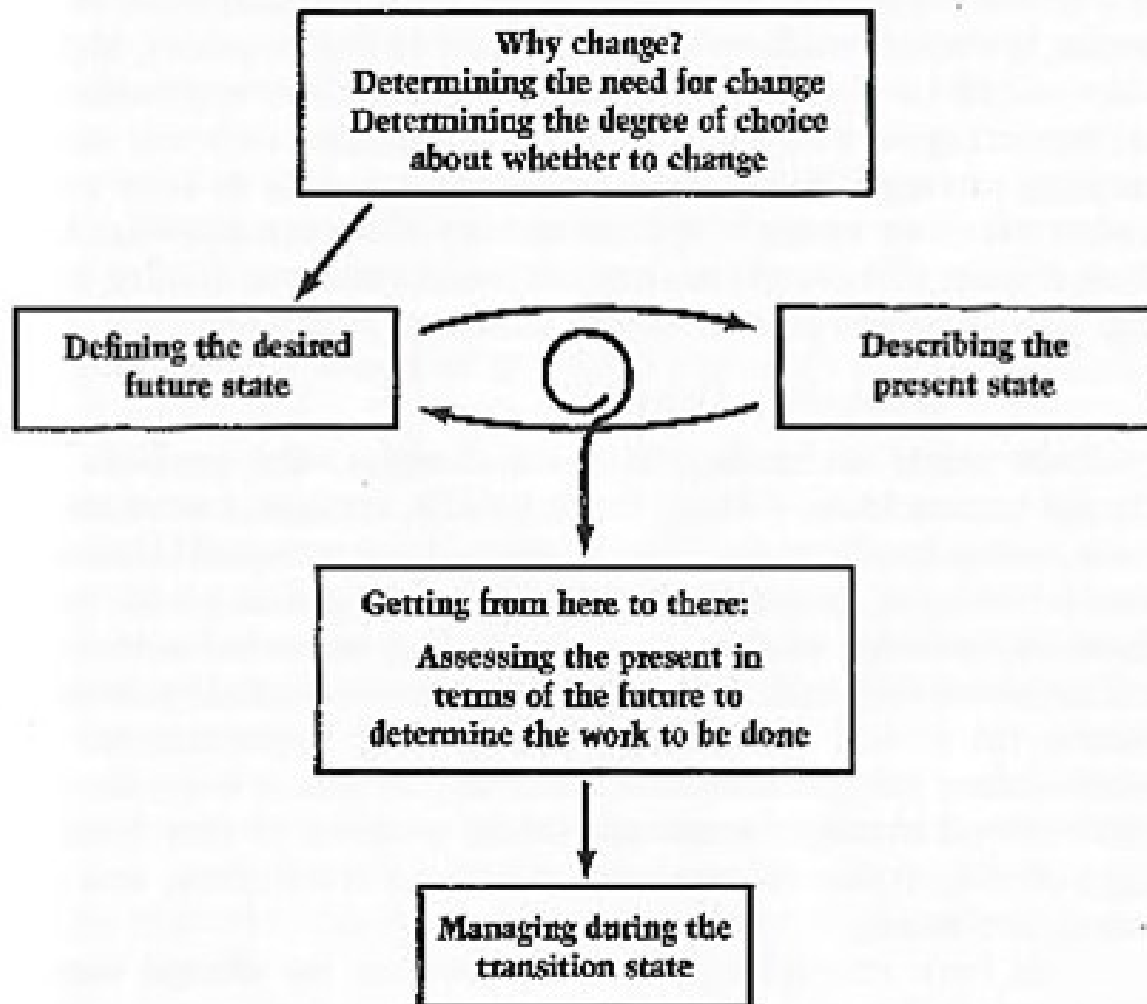 Why change?
Determining the need for change
Determining the degree of choice
about whether to change
Defining the desired
future state
Describing the
present state
Getting from here to there:
Assessing the present in
terms of the future to
determine the work to be done
Managing during the
transition state